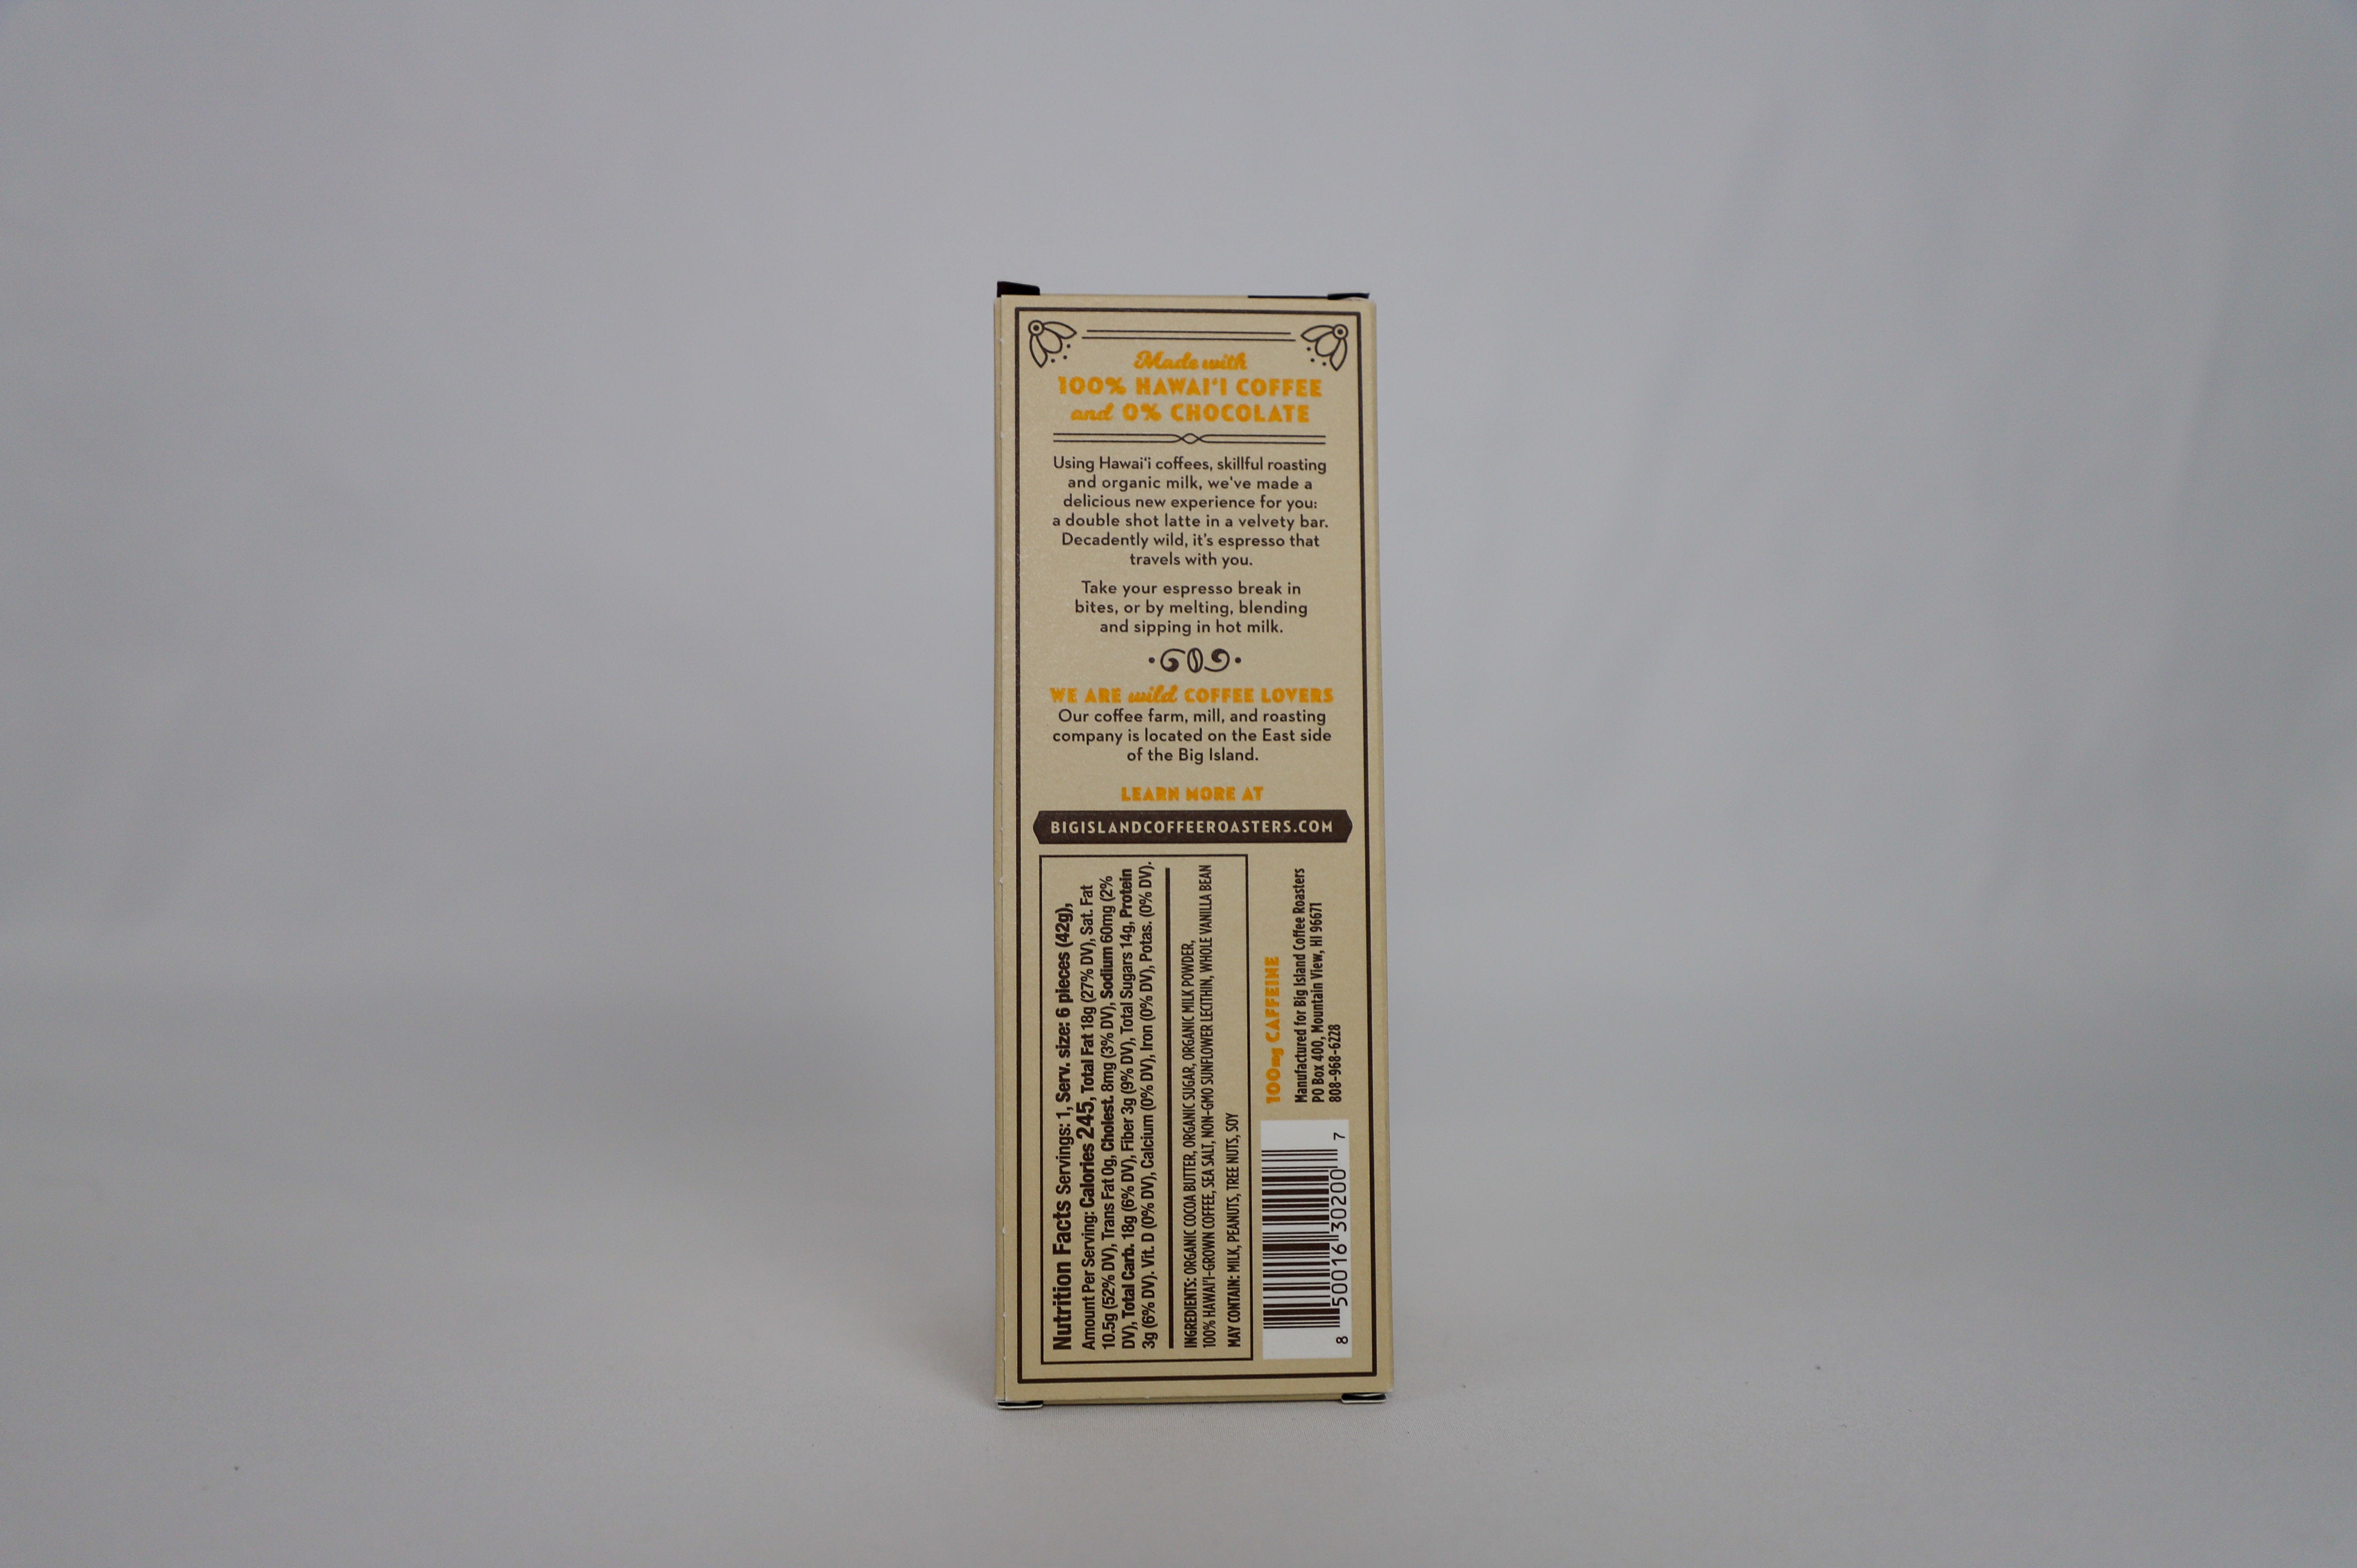 Made with
100% HAWAI‘I COFFEE
and 0% CHOCOLATE
Using Hawai‘i coffees, skillful roasting
and organic milk, we've made a
delicious new experience for you:
a double shot latte in a velvety bar.
Decadently wild, it's espresso that
travels with you.
Take your espresso break in
bites, or by melting, blending
and sipping in hot milk.
WE ARE wild COFFEE LOVERS
Our coffee farm, mill, and roasting
company is located on the East side
of the Big Island.
LEARN MORE AT
BIGISLANDCOFFEEROASTERS.COM
Nutrition Facts Servings: 1, Serv. size: 6 pieces (42g),
Amount Per Serving: Calories 245, Total Fat 18g (27% DV), Sat. Fat
10.5g (52% DV), Trans Fat 0g, Cholest. 8mg (3% DV), Sodium 60mg (2%
DV), Total Carb. 18g (6% DV), Fiber 3g (9% DV), Total Sugars 14g, Protein
3g (6% DV). Vit. D (0% DV), Calcium (0% DV), Iron (0% DV), Potas. (0% DV).
INGREDIENTS: ORGANIC COCOA BUTTER, ORGANIC SUGAR, ORGANIC MILK POWDER,
100% HAWAI'I-GROWN COFFEE, SEA SALT, NON-GMO SUNFLOWER LECITHIN, WHOLE VANILLA BEAN
MAY CONTAIN: MILK, PEANUTS, TREE NUTS, SOY
100mg CAFFEINE
Manufactured for Big Island Coffee Roasters
PO Box 400, Mountain View, HI 96671
808-968-6228
8 50016 30200 7